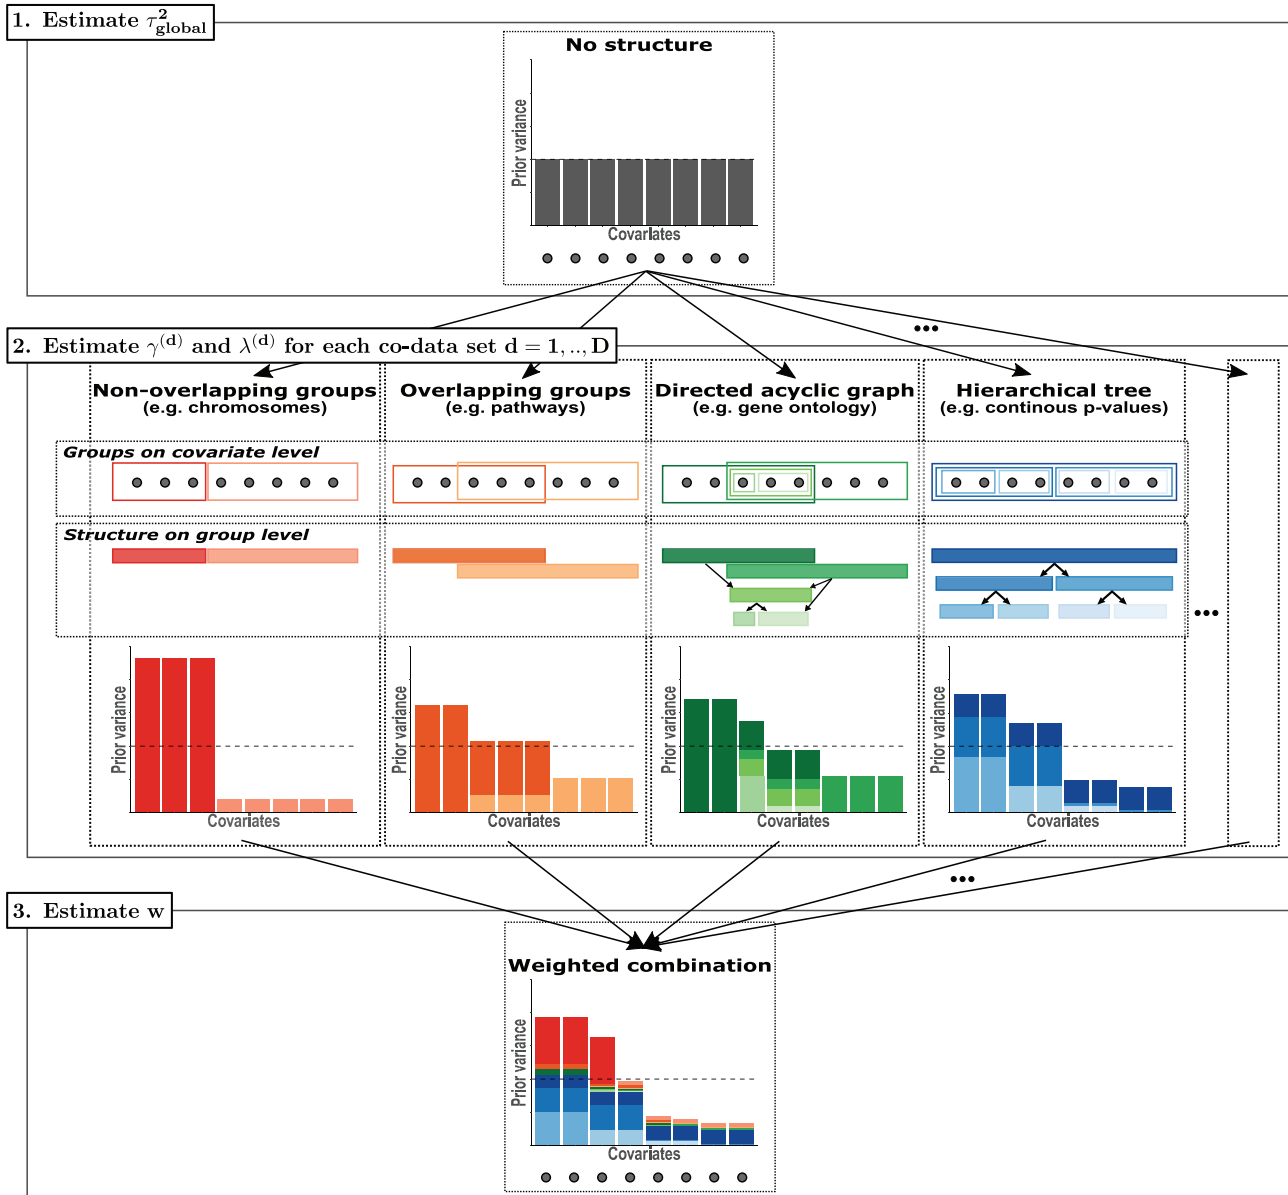 1. Estimate τ²global
No structure
Prior variance
Covariates
...
2. Estimate γ(d) and λ(d) for each co-data set d = 1, .., D
Non-overlapping groups
(e.g. chromosomes)
Overlapping groups
(e.g. pathways)
Directed acyclic graph
(e.g. gene ontology)
Hierarchical tree
(e.g. continous p-values)
Groups on covariate level
Structure on group level
...
Prior variance
Covariates
Prior variance
Covariates
Prior variance
Covariates
Prior variance
Covariates
...
3. Estimate w
Weighted combination
Prior variance
Covariates